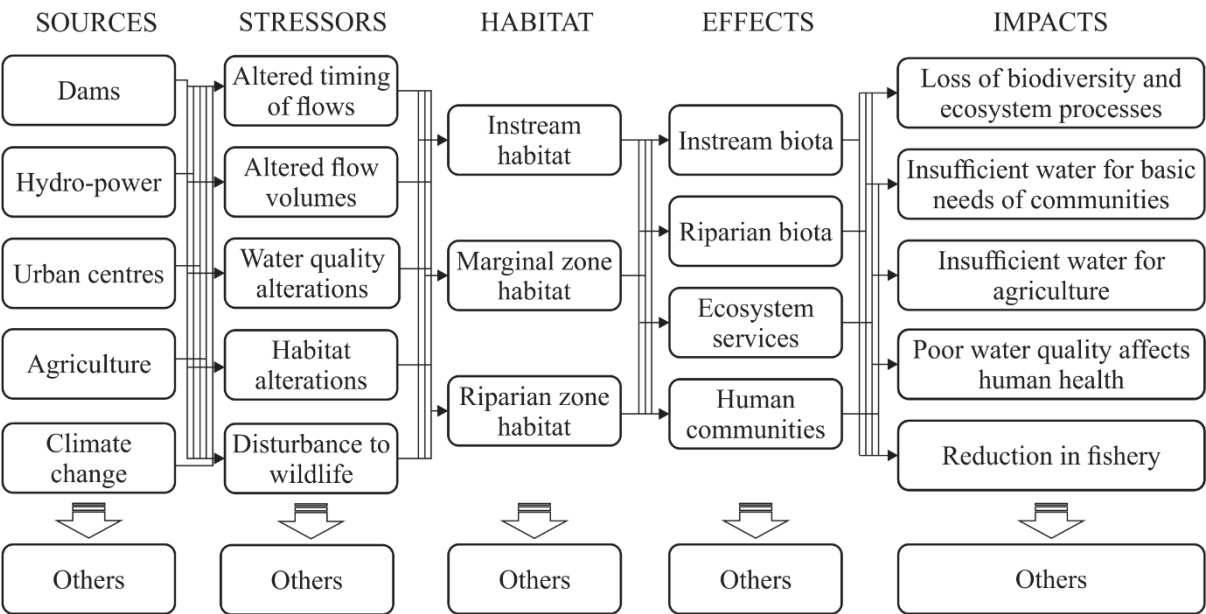 SOURCES
STRESSORS
HABITAT
EFFECTS
IMPACTS
Dams
Hydro-power
Urban centres
Agriculture
Climate
change
Others
Altered timing
of flows
Altered flow
volumes
Water quality
alterations
Habitat
alterations
Disturbance to
wildlife
Others
Instream
habitat
Marginal zone
habitat
Riparian zone
habitat
Others
Instream biota
Riparian biota
Ecosystem
services
Human
communities
Others
Loss of biodiversity and
ecosystem processes
Insufficient water for basic
needs of communities
Insufficient water for
agriculture
Poor water quality affects
human health
Reduction in fishery
Others